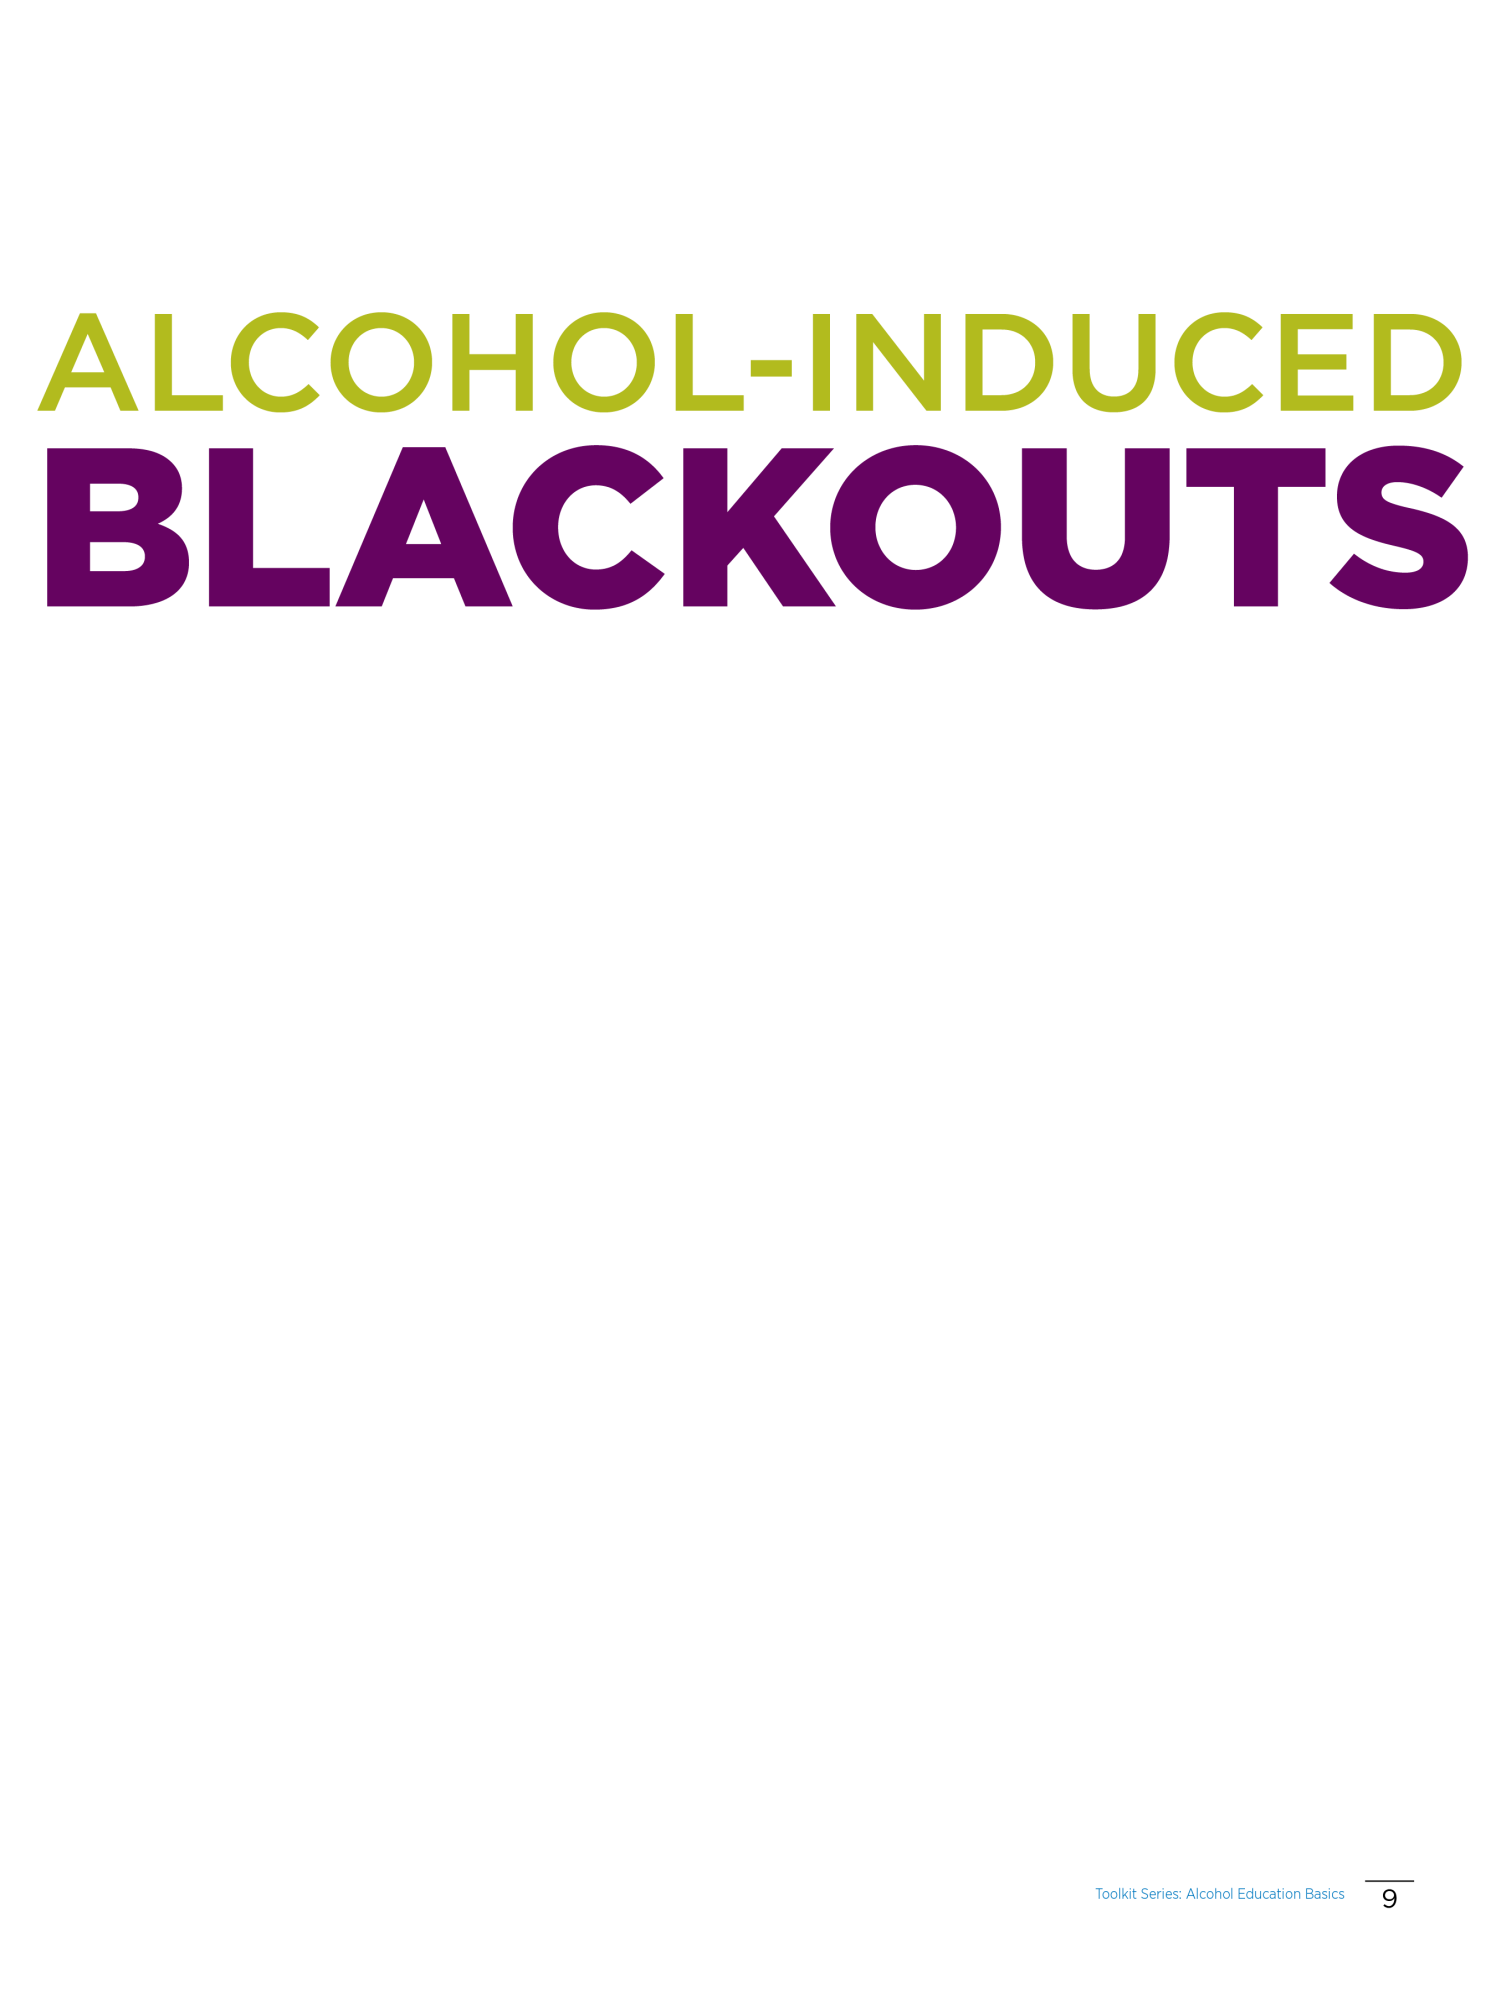 ALCOHOL-INDUCED
BLACKOUTS
Toolkit Series: Alcohol Education Basics
9